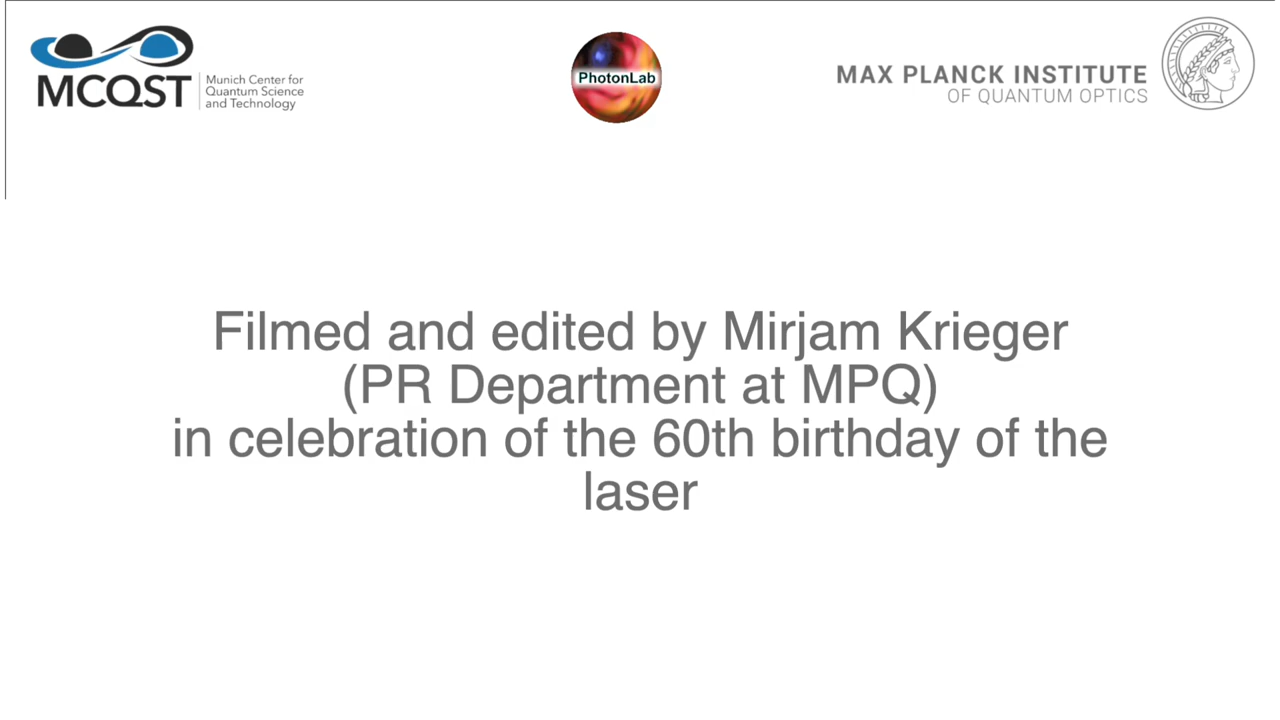 MCQST
Munich Center for
Quantum Science
and Technology
PhotonLab
MAX PLANCK INSTITUTE
OF QUANTUM OPTICS
Filmed and edited by Mirjam Krieger
(PR Department at MPQ)
in celebration of the 60th birthday of the
laser